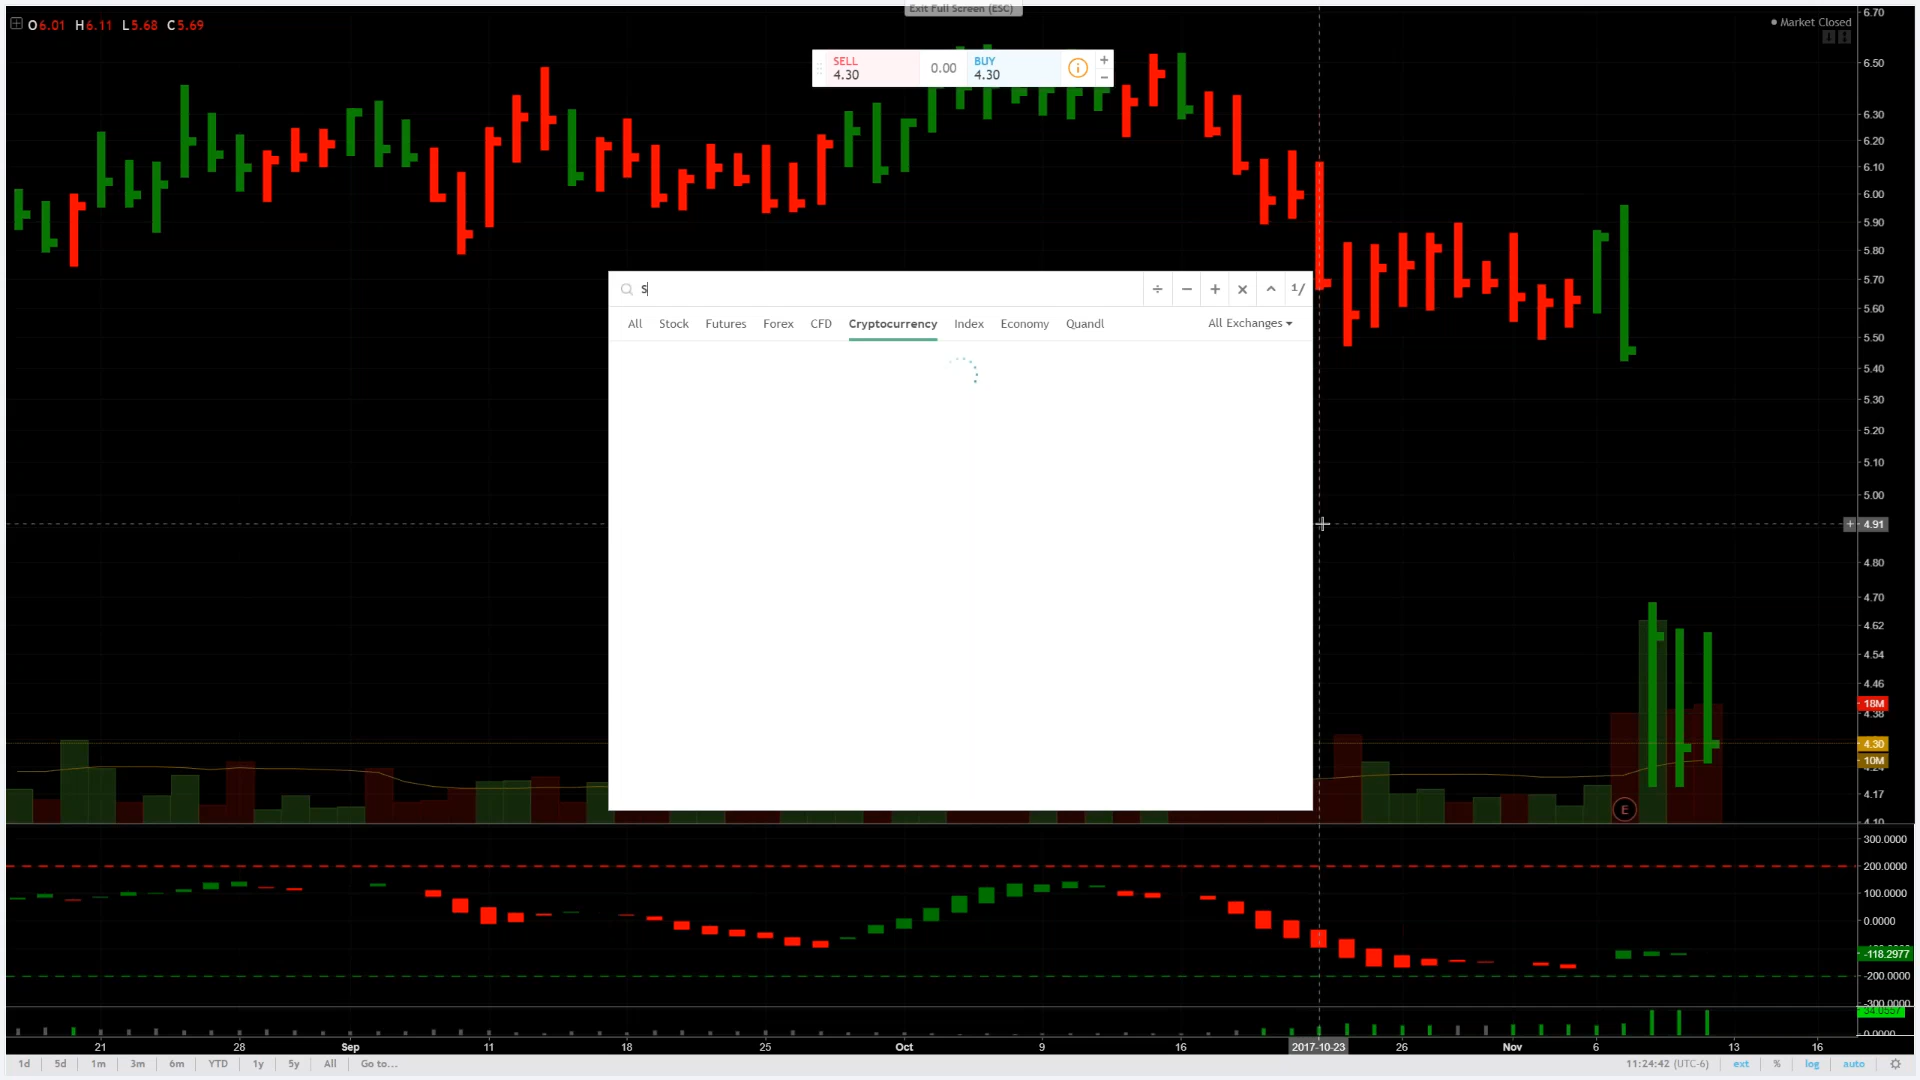 Exit Full Screen (ESC)
O6.01 H6.11 L5.68 C5.69
Market Closed
SELL
4.30
0.00
BUY
4.30
S
÷ − + × ^ 1/
All Stock Futures Forex CFD Cryptocurrency Index Economy Quandl All Exchanges
6.70
6.50
6.30
6.20
6.10
6.00
5.90
5.80
5.70
5.60
5.50
5.40
5.30
5.20
5.10
5.00
4.91
4.80
4.70
4.62
4.54
4.46
18M
4.38
4.30
10M
4.17
4.10
E
300.0000
200.0000
100.0000
0.0000
-118.2977
-200.0000
-300.0000
34.0557
0.0000
21 28 Sep 11 18 25 Oct 9 16 2017-10-23 26 Nov 6 13 16
1d 5d 1m 3m 6m YTD 1y 5y All Go to... 11:24:42 (UTC-6) ext % log auto